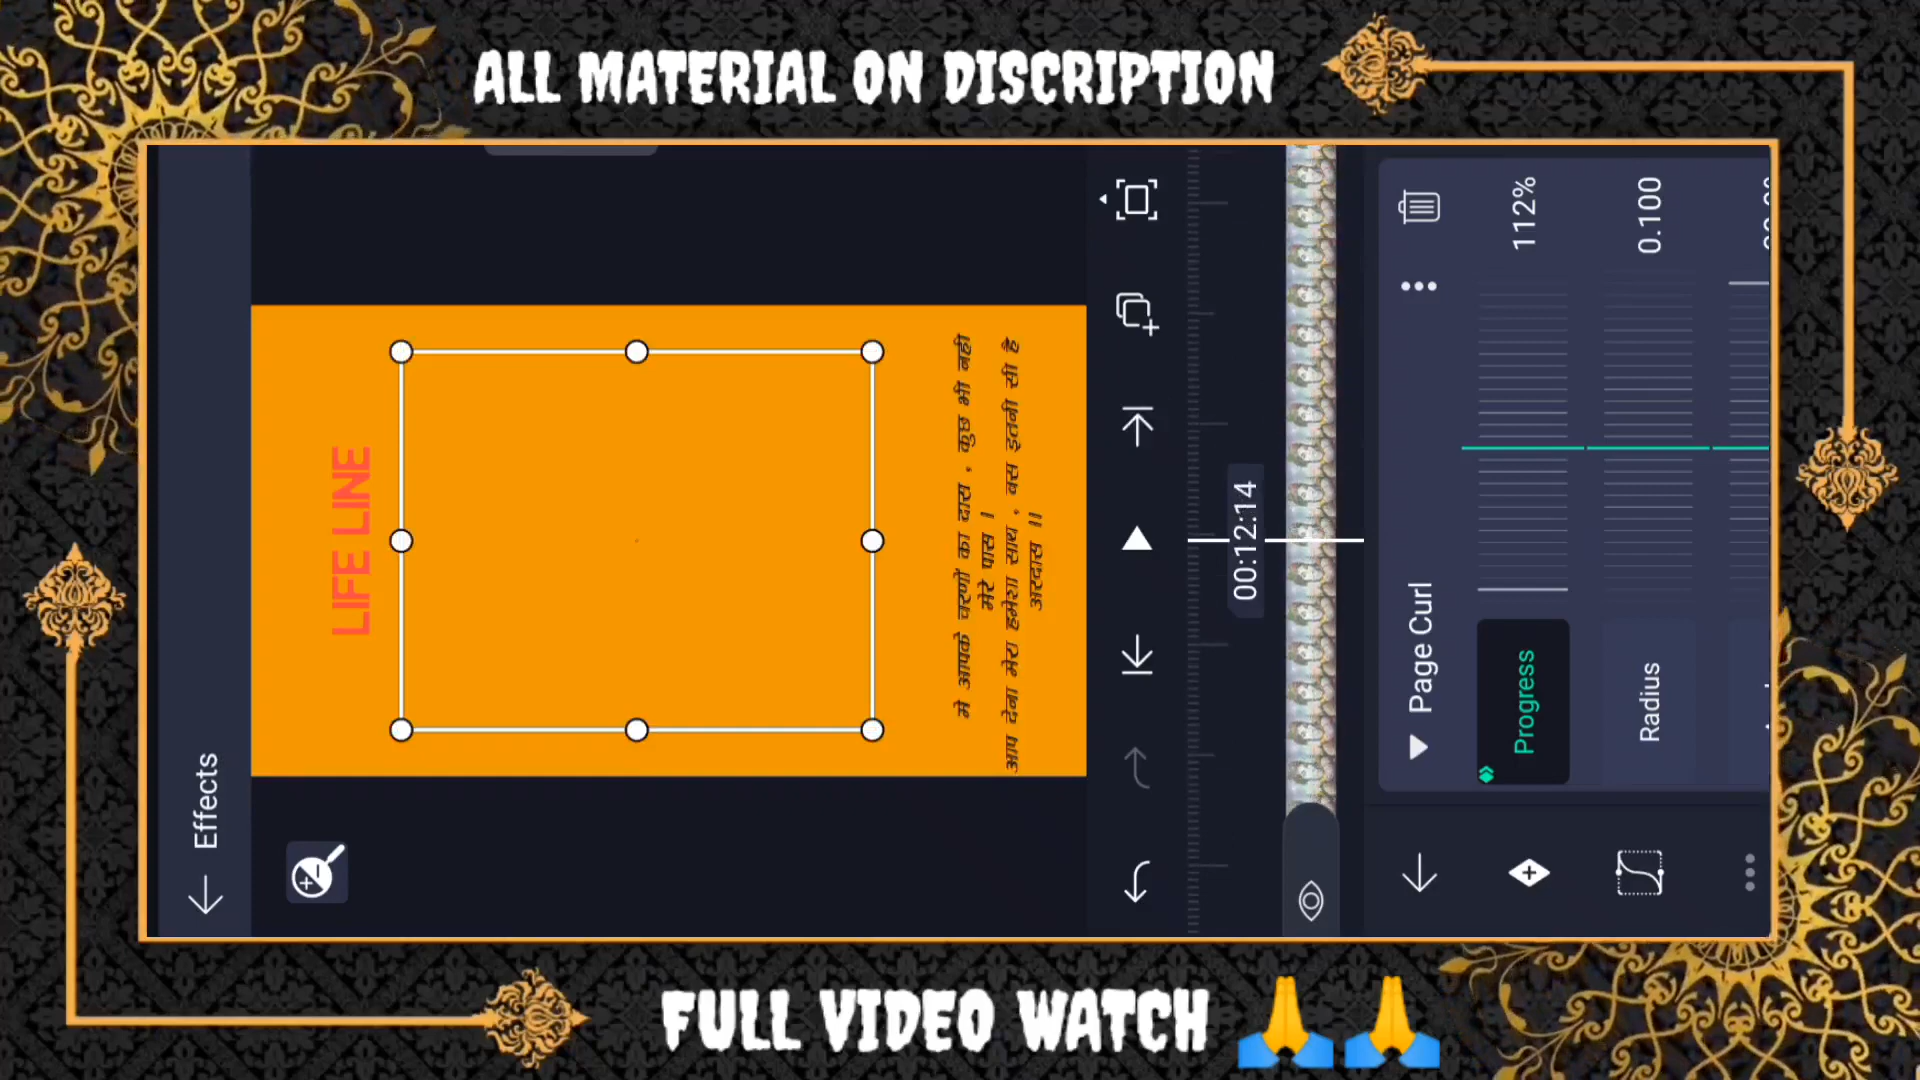 ALL MATERIAL ON DISCRIPTION
Effects
LIFE LINE
मै आपके चरणों का दास , कुछ भी नहीं
मेरे पास ।
आप देना मेरा हमेशा साथ , बस इतनी सी है
अरदास ॥
00:12:14
Page Curl
Progress 112%
Radius 0.100
FULL VIDEO WATCH 🙏🙏